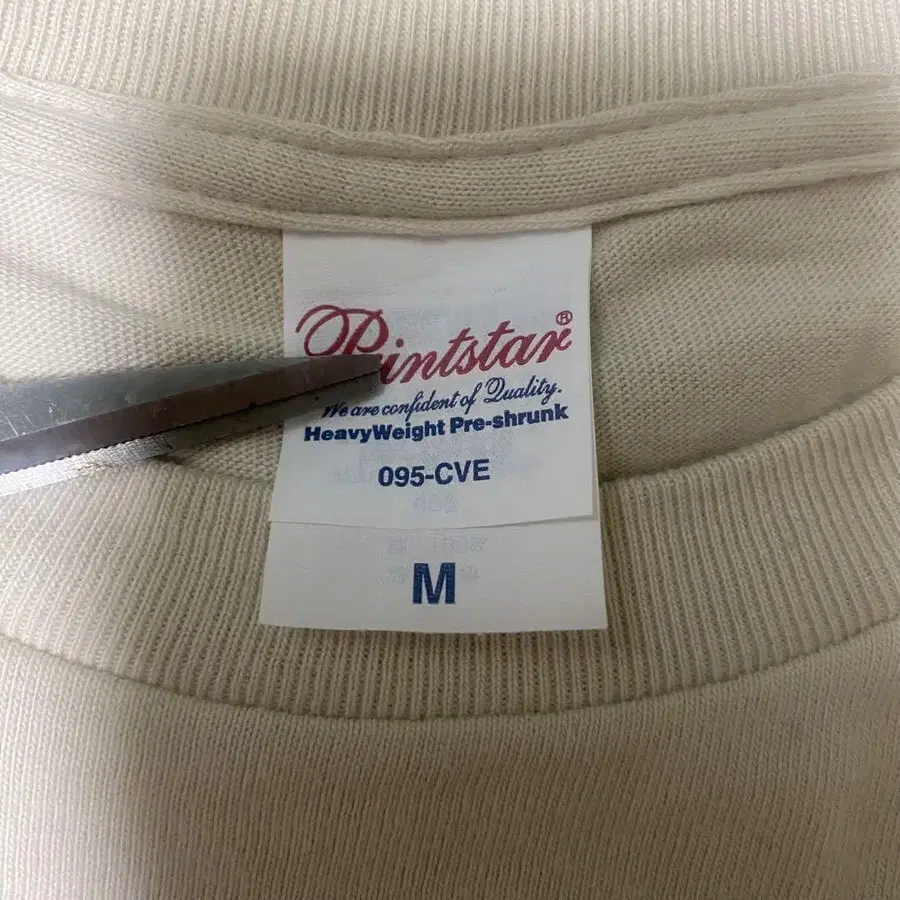 Printstar®
We are confident of Quality.
HeavyWeight Pre-shrunk
095-CVE
M